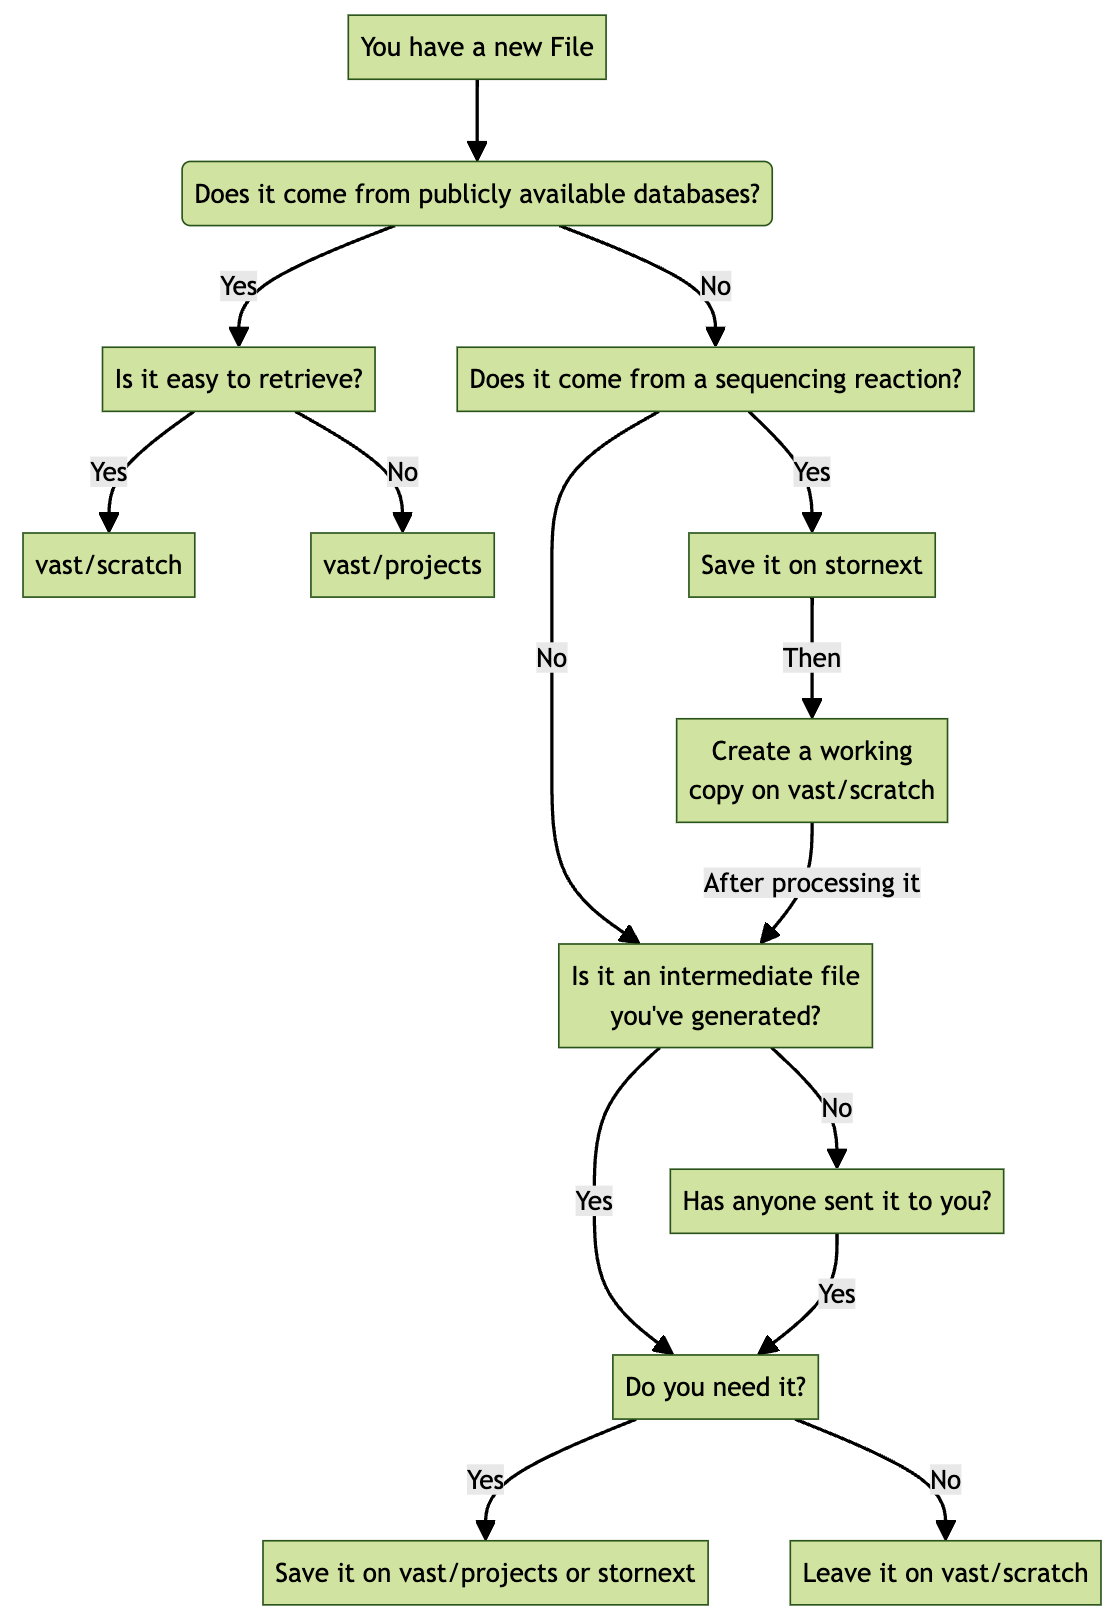 You have a new File
Does it come from publicly available databases?
Yes
No
Is it easy to retrieve?
Does it come from a sequencing reaction?
Yes
No
Yes
vast/scratch
vast/projects
Save it on stornext
No
Then
Create a working
copy on vast/scratch
After processing it
Is it an intermediate file
you've generated?
No
Yes
Has anyone sent it to you?
Yes
Do you need it?
Yes
No
Save it on vast/projects or stornext
Leave it on vast/scratch